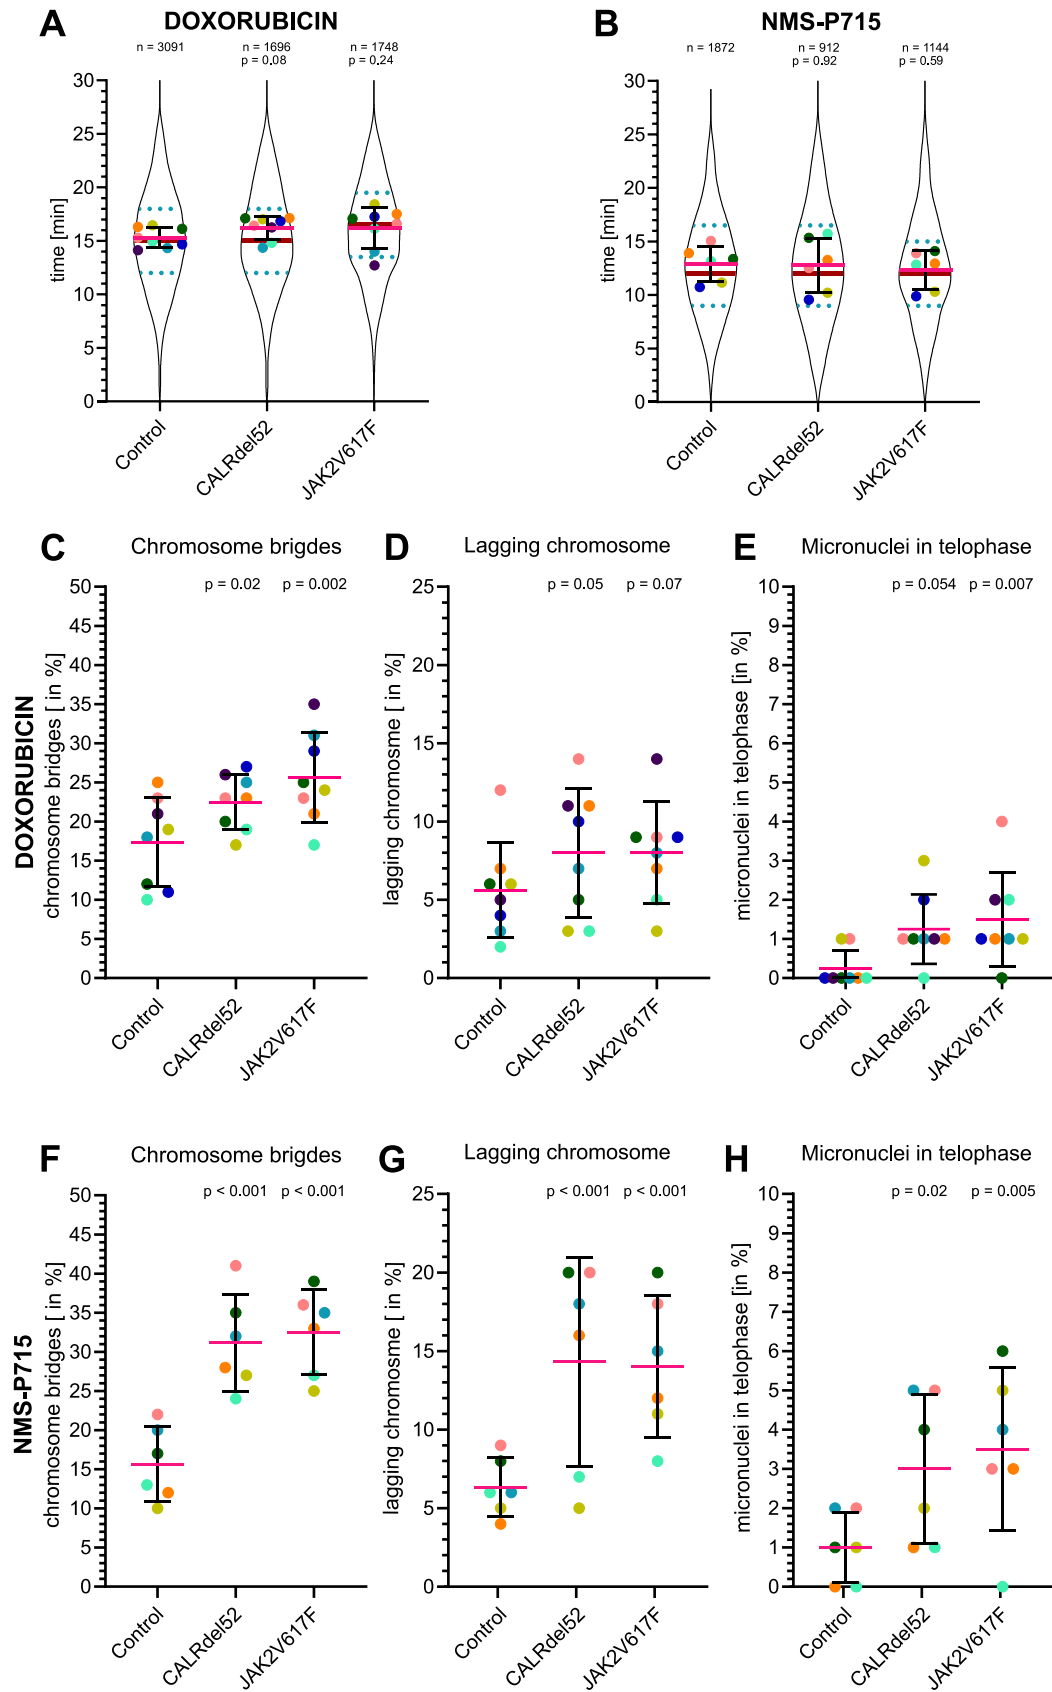 A
DOXORUBICIN
n = 3091
n = 1696
p = 0.08
n = 1748
p = 0.24
time [min]
30
25
20
15
10
5
0
Control
CALRdel52
JAK2V617F
B
NMS-P715
n = 1872
n = 912
p = 0.92
n = 1144
p = 0.59
time [min]
30
25
20
15
10
5
0
Control
CALRdel52
JAK2V617F
DOXORUBICIN
C
Chromosome brigdes
p = 0.02
p = 0.002
chromosome bridges [ in %]
50
45
40
35
30
25
20
15
10
5
0
Control
CALRdel52
JAK2V617F
D
Lagging chromosome
p = 0.05
p = 0.07
lagging chromosme [ in %]
25
20
15
10
5
0
Control
CALRdel52
JAK2V617F
E
Micronuclei in telophase
p = 0.054
p = 0.007
micronuclei in telophase [in %]
10
9
8
7
6
5
4
3
2
1
0
Control
CALRdel52
JAK2V617F
NMS-P715
F
Chromosome brigdes
p < 0.001
p < 0.001
chromosome bridges [ in %]
50
45
40
35
30
25
20
15
10
5
0
Control
CALRdel52
JAK2V617F
G
Lagging chromosome
p < 0.001
p < 0.001
lagging chromosme [ in %]
25
20
15
10
5
0
Control
CALRdel52
JAK2V617F
H
Micronuclei in telophase
p = 0.02
p = 0.005
micronuclei in telophase [in %]
10
9
8
7
6
5
4
3
2
1
0
Control
CALRdel52
JAK2V617F